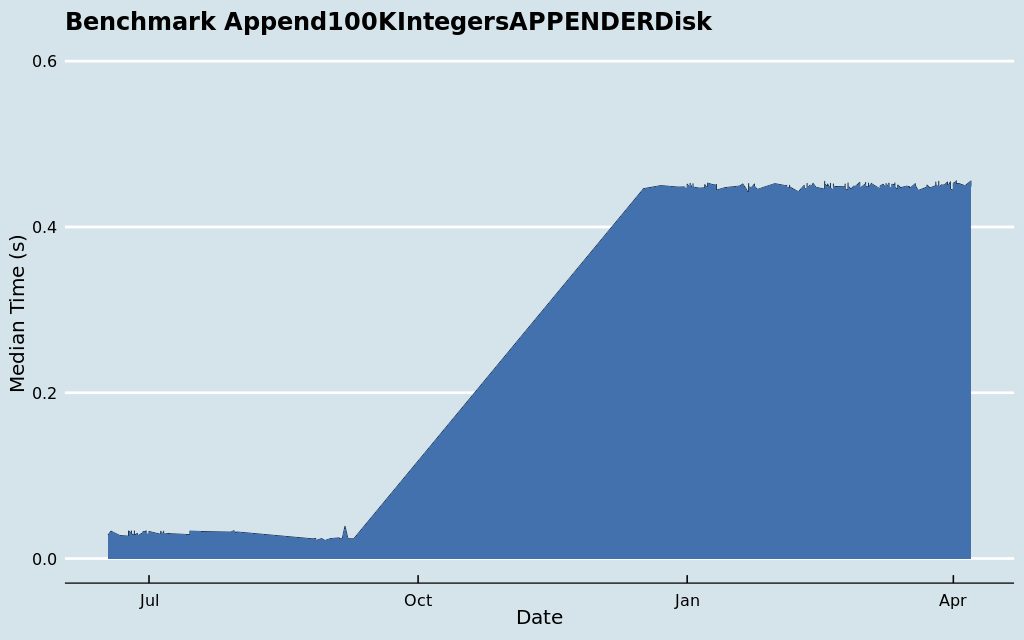 Benchmark Append100KIntegersAPPENDERDisk
0.6
0.4
0.2
0.0
Median Time (s)
Jul
Oct
Jan
Apr
Date